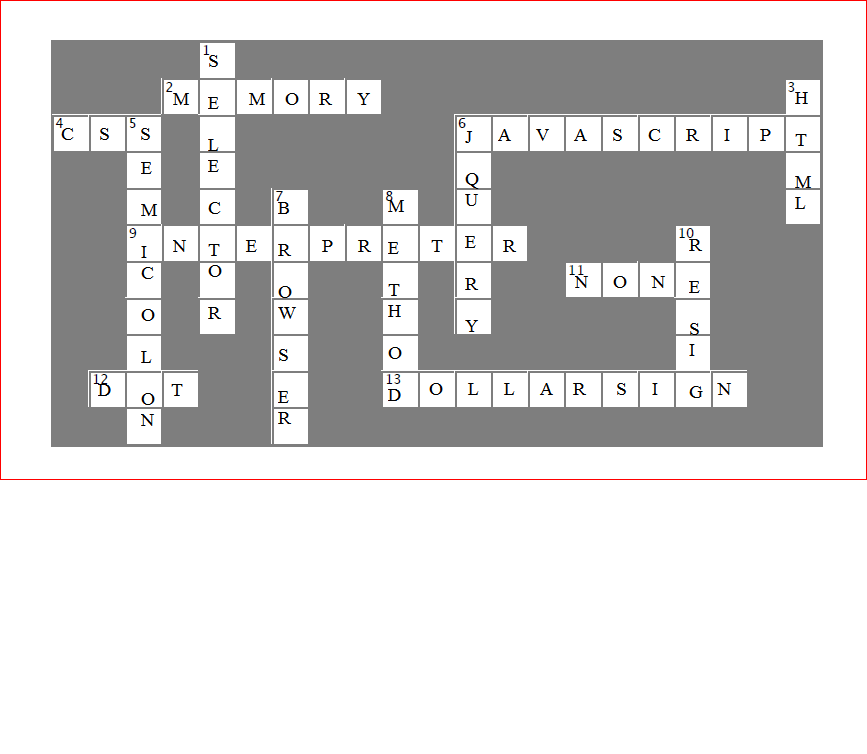 1 S
2 M E M O R Y 3 H
4 C S 5 S L 6 J A V A S C R I P T
E E Q M
M C 7 B 8 M U L
9 I N T E R P R E T E R 10 R
C O O T R 11 N O N E
O R W H Y S
L S O I
12 D O T E 13 D O L L A R S I G N
N R